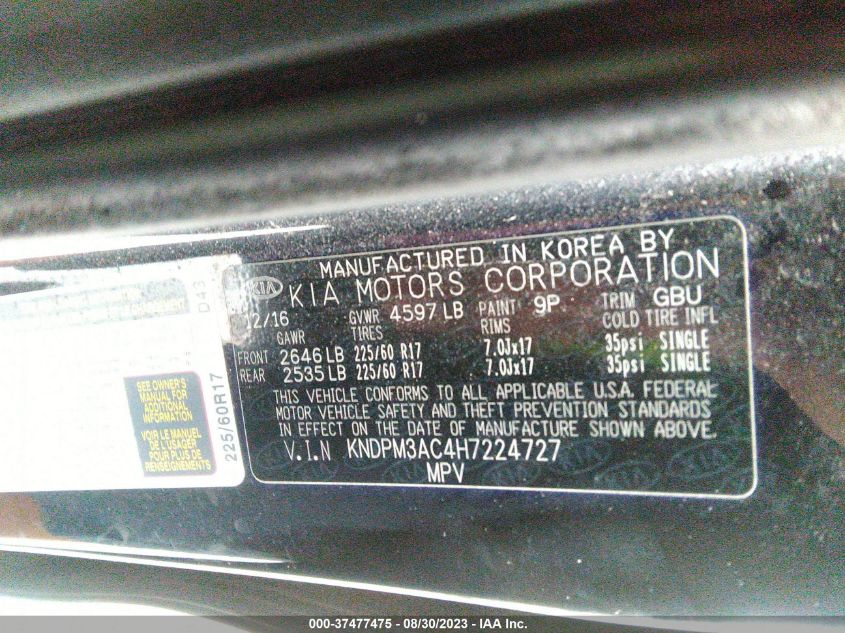 MANUFACTURED IN KOREA BY
KIA KIA MOTORS CORPORATION
12/16 GVWR 4597 LB PAINT 9P TRIM GBU
GAWR TIRES RIMS COLD TIRE INFL
FRONT 2646 LB 225/60 R17 7.0Jx17 35psi SINGLE
REAR 2535 LB 225/60 R17 7.0Jx17 35psi SINGLE
THIS VEHICLE CONFORMS TO ALL APPLICABLE U.S.A. FEDERAL
MOTOR VEHICLE SAFETY AND THEFT PREVENTION STANDARDS
IN EFFECT ON THE DATE OF MANUFACTURE SHOWN ABOVE.
V.I.N KNDPM3AC4H7224727
MPV
D43
225/60R17
SEE OWNER'S
MANUAL FOR
ADDITIONAL
INFORMATION
VOIR LE MANUEL
DE L'USAGER
POUR PLUS DE
RENSEIGNEMENTS
000-37477475 - 08/30/2023 - IAA Inc.